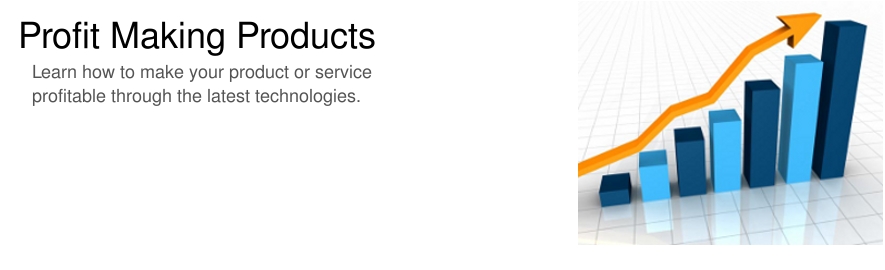 Profit Making Products
Learn how to make your product or service
profitable through the latest technologies.